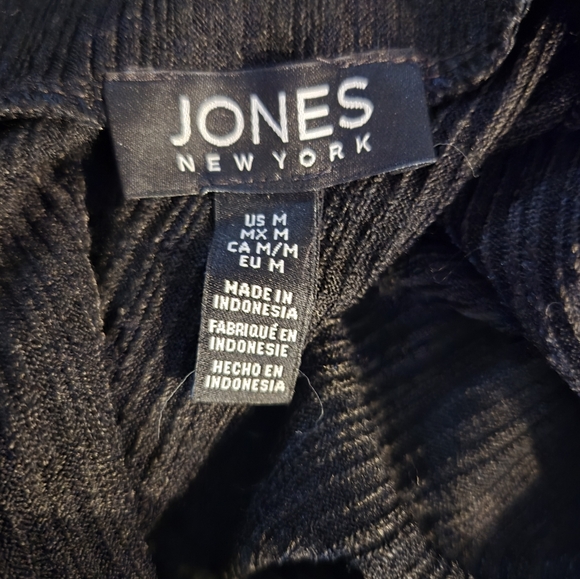 JONES
NEW YORK
US M
MX M
CA M/M
EU M
MADE IN
INDONESIA
FABRIQUÉ EN
INDONESIE
HECHO EN
INDONESIA